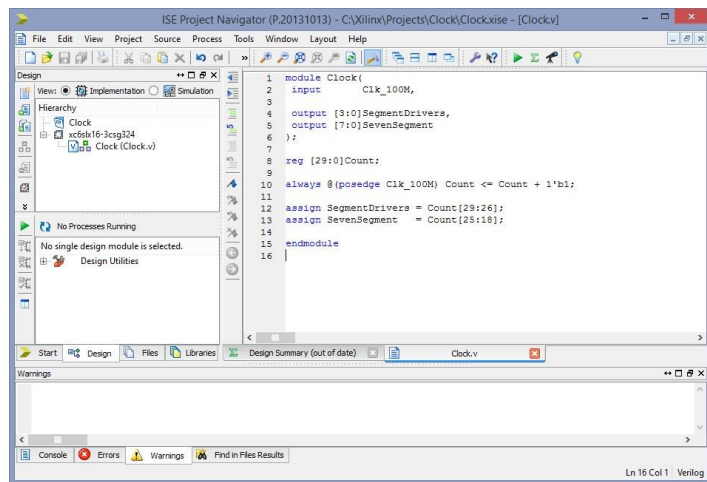 ISE Project Navigator (P.20131013) - C:\Xilinx\Projects\Clock\Clock.xise - [Clock.v]
File Edit View Project Source Process Tools Window Layout Help
Design
View: Implementation Simulation
Hierarchy
Clock
xc6slx16-3csg324
Clock (Clock.v)
No Processes Running
No single design module is selected.
Design Utilities
1 module Clock(
2 input Clk_100M,
3
4 output [3:0]SegmentDrivers,
5 output [7:0]SevenSegment
6 );
7
8 reg [29:0]Count;
9
10 always @(posedge Clk_100M) Count <= Count + 1'b1;
11
12 assign SegmentDrivers = Count[29:26];
13 assign SevenSegment = Count[25:18];
14
15 endmodule
16
Start Design Files Libraries
Design Summary (out of date) Clock.v
Warnings
Console Errors Warnings Find in Files Results
Ln 16 Col 1 Verilog